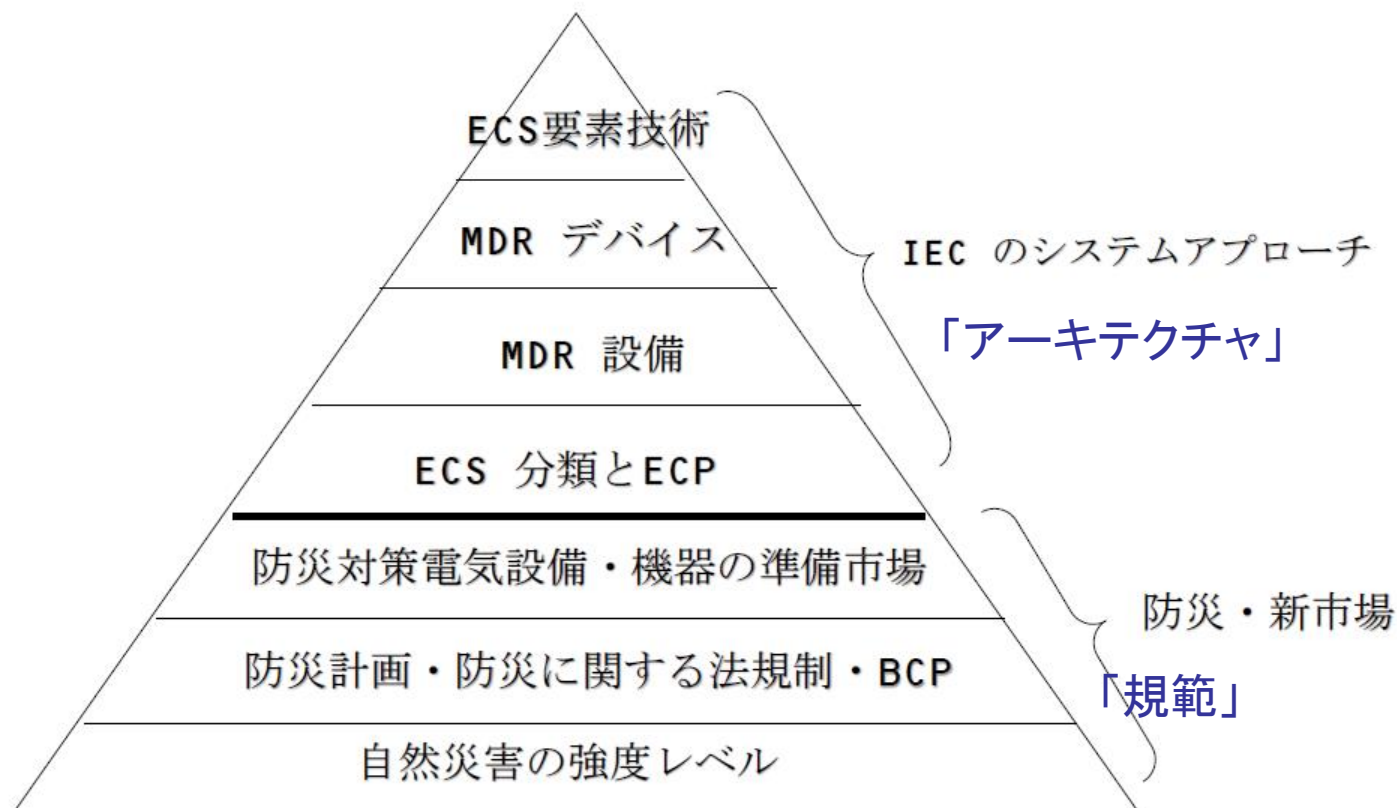 ECS要素技術
MDR デバイス
IEC のシステムアプローチ
「アーキテクチャ」
MDR 設備
ECS 分類とECP
防災対策電気設備・機器の準備市場
防災・新市場
「規範」
防災計画・防災に関する法規制・BCP
自然災害の強度レベル